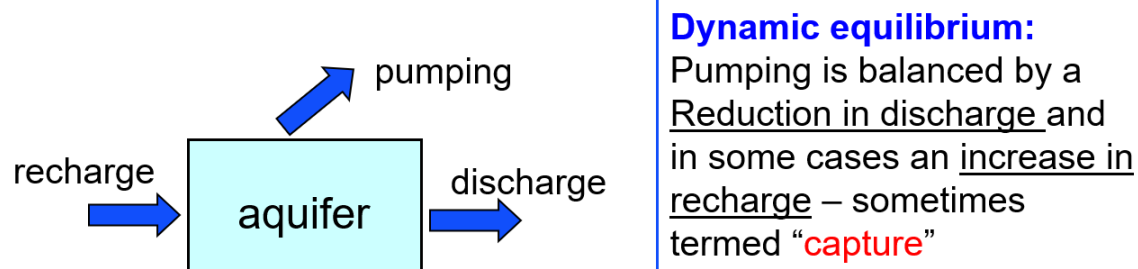 pumping
recharge
discharge
aquifer
Dynamic equilibrium:
Pumping is balanced by a
Reduction in discharge and
in some cases an increase in
recharge – sometimes
termed “capture”